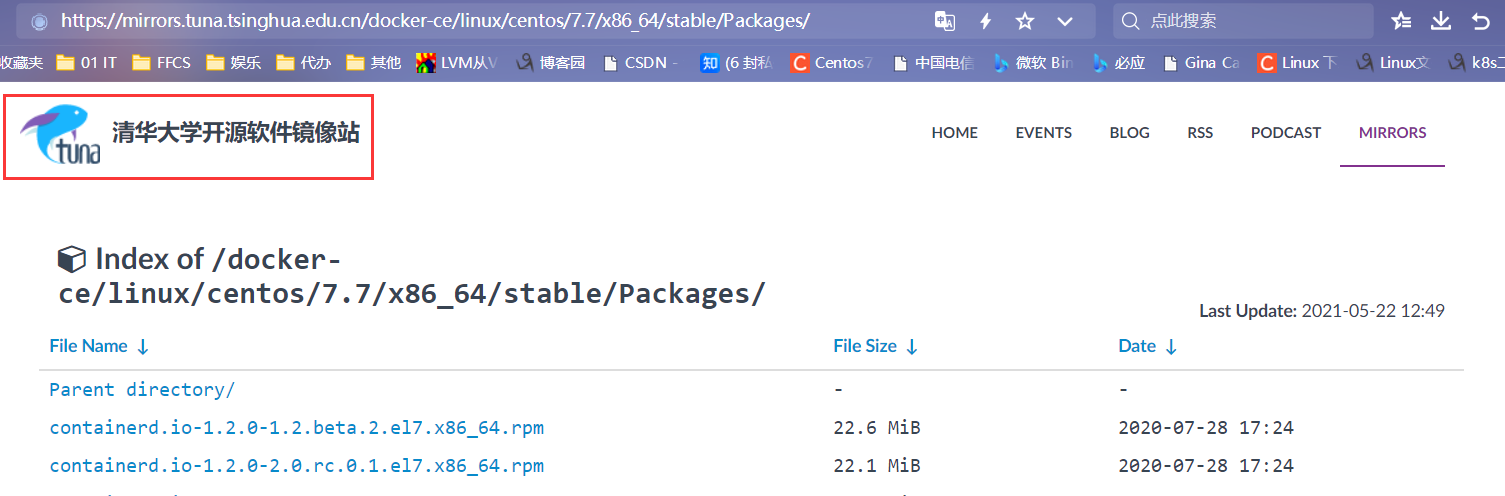 https://mirrors.tuna.tsinghua.edu.cn/docker-ce/linux/centos/7.7/x86_64/stable/Packages/ 点此搜索
收藏夹 01 IT FFCS 娱乐 代办 其他 LVM从V 博客园 CSDN - 知 (6 封私 C Centos7 中国电信 微软 Bin 必应 Gina Ca C Linux 下 Linux文 k8s二
tuna 清华大学开源软件镜像站 HOME EVENTS BLOG RSS PODCAST MIRRORS
Index of /docker-
ce/linux/centos/7.7/x86_64/stable/Packages/
Last Update: 2021-05-22 12:49
File Name ↓ File Size ↓ Date ↓
Parent directory/ - -
containerd.io-1.2.0-1.2.beta.2.el7.x86_64.rpm 22.6 MiB 2020-07-28 17:24
containerd.io-1.2.0-2.0.rc.0.1.el7.x86_64.rpm 22.1 MiB 2020-07-28 17:24